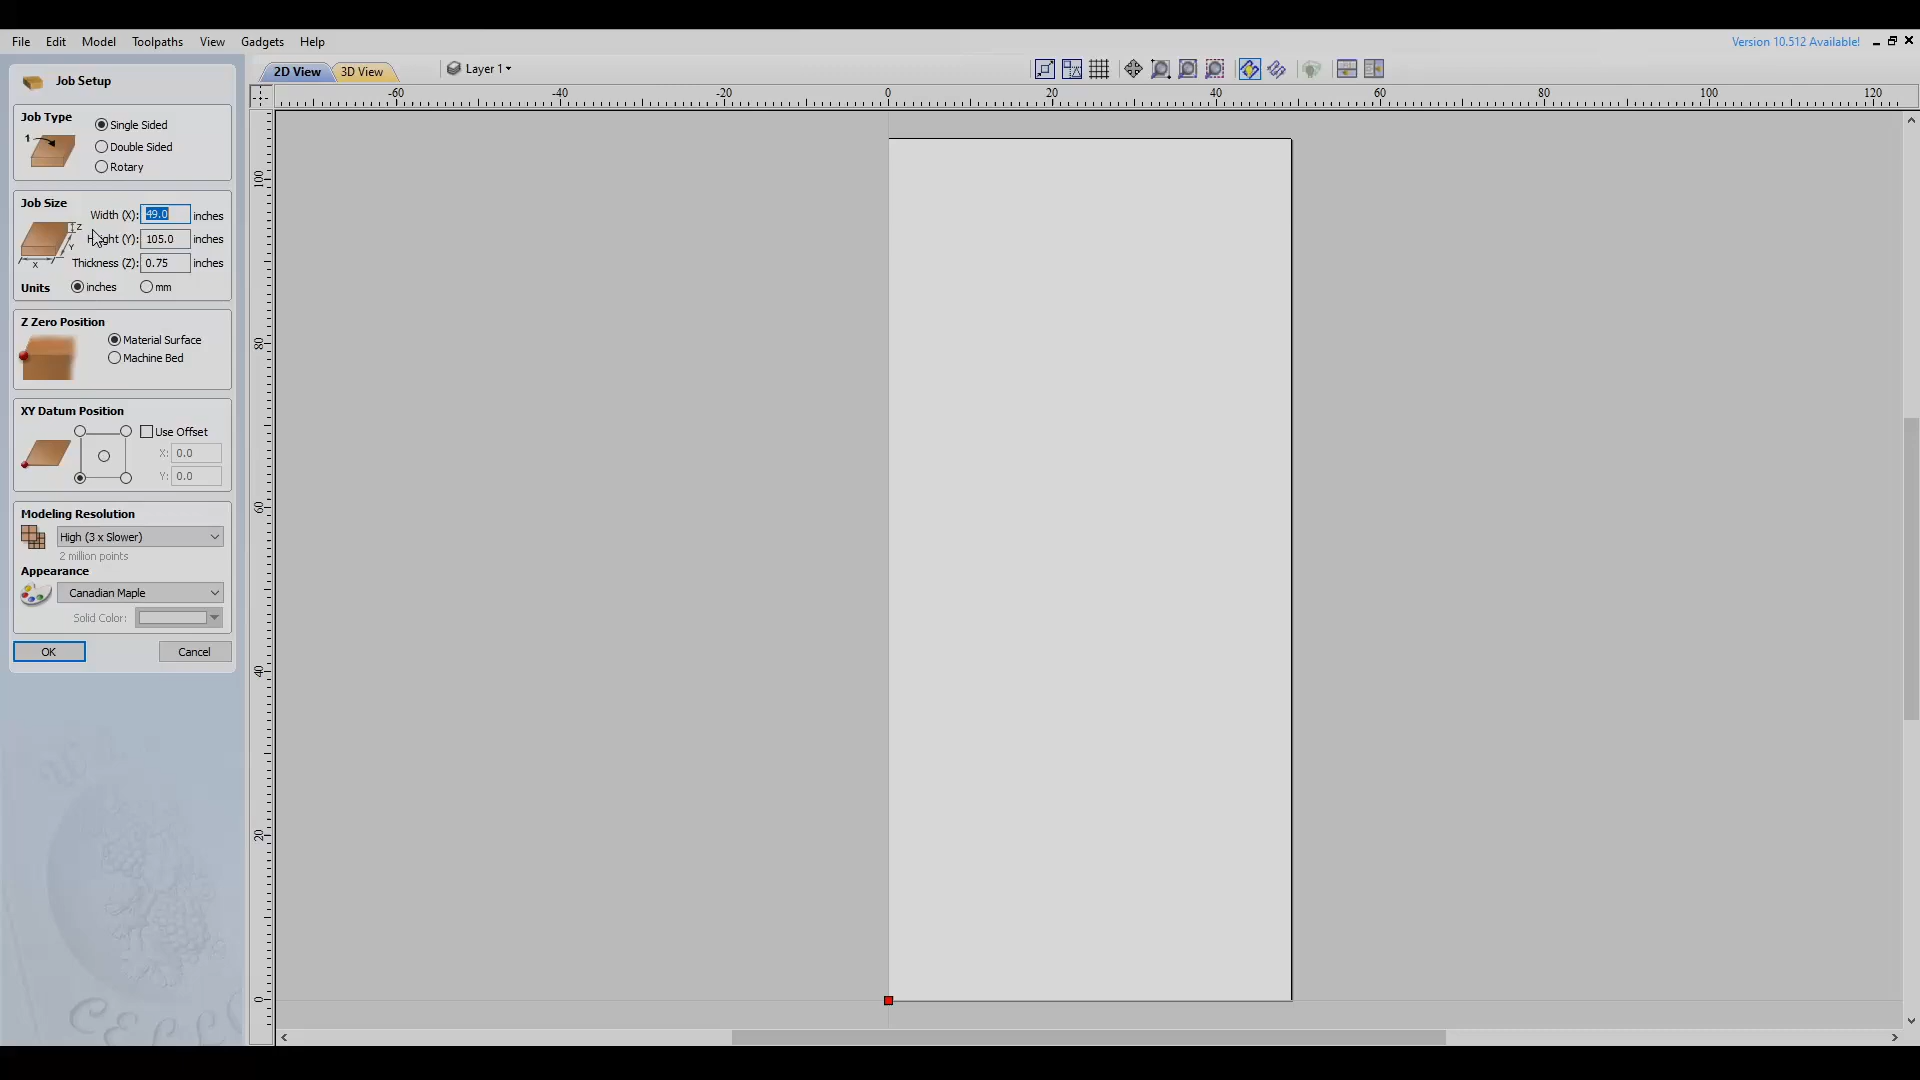 File Edit Model Toolpaths View Gadgets Help
Version 10.512 Available!
Job Setup
2D View 3D View Layer 1
-60 -40 -20 0 20 40 60 80 100 120
Job Type
1
Single Sided
Double Sided
Rotary
Job Size
Width (X): 49.0 inches
Z
Y
X
Height (Y): 105.0 inches
Thickness (Z): 0.75 inches
Units inches mm
Z Zero Position
Material Surface
Machine Bed
XY Datum Position
Use Offset
X: 0.0
Y: 0.0
Modeling Resolution
High (3 x Slower)
2 million points
Appearance
Canadian Maple
Solid Color:
OK Cancel
100
80
60
40
20
0